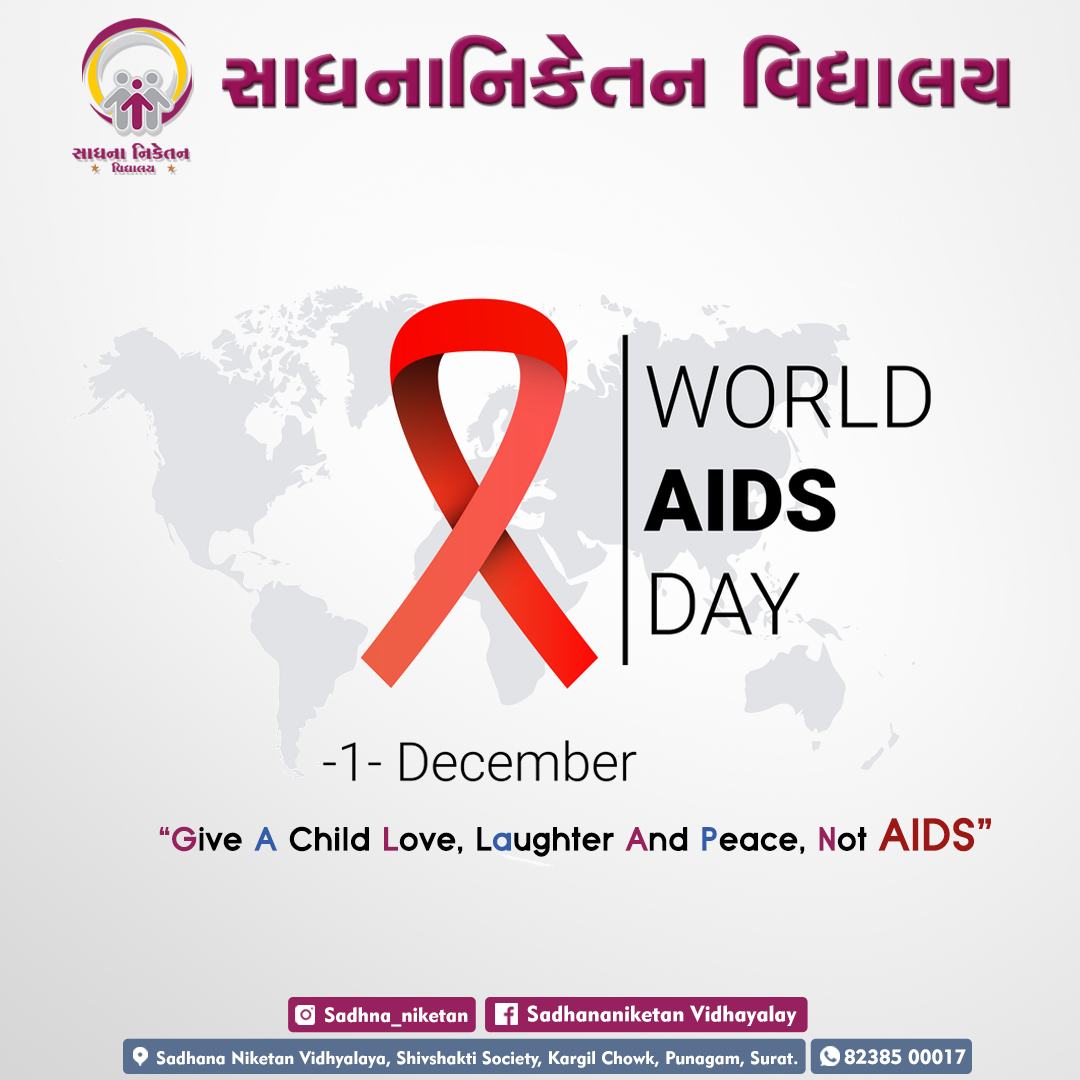 સાધના નિકેતન
વિદ્યાલય
સાધનાનિકેતન વિદ્યાલય
WORLD
AIDS
DAY
-1- December
“Give A Child Love, Laughter And Peace, Not AIDS”
Sadhna_niketan
Sadhananiketan Vidhayalay
Sadhana Niketan Vidhyalaya, Shivshakti Society, Kargil Chowk, Punagam, Surat.
82385 00017